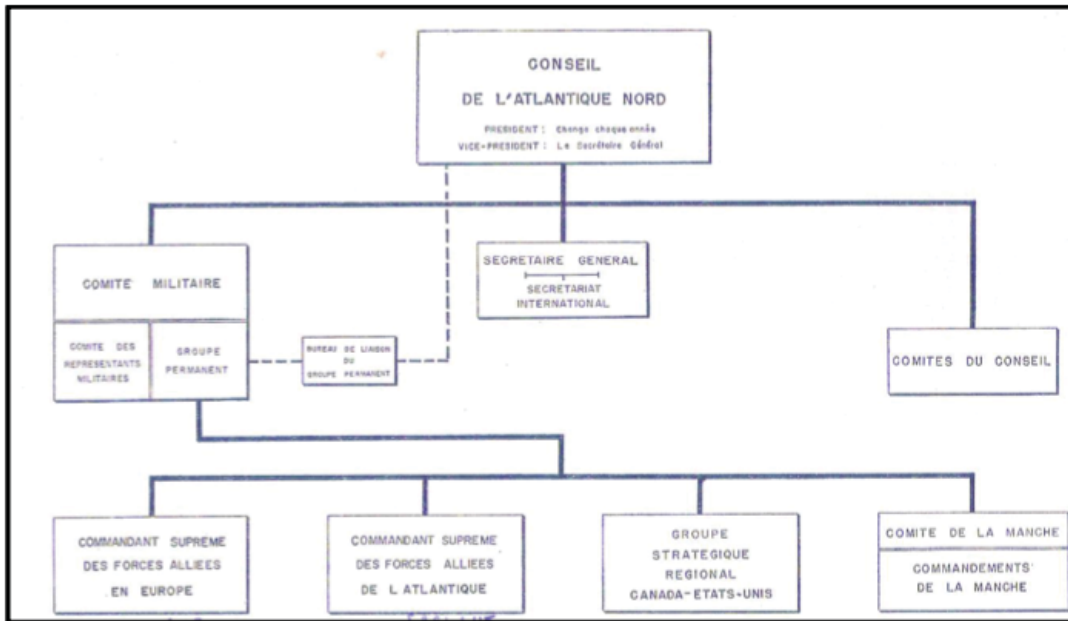 CONSEIL
DE L'ATLANTIQUE NORD
PRESIDENT : Change chaque année
VICE-PRESIDENT : Le Secrétaire Général
COMITE MILITAIRE
COMITE DES
REPRESENTANTS
MILITAIRES
GROUPE
PERMANENT
BUREAU DE LIAISON
DU
GROUPE PERMANENT
SECRETAIRE GENERAL
SECRETARIAT
INTERNATIONAL
COMITES DU CONSEIL
COMMANDANT SUPREME
DES FORCES ALLIEES
EN EUROPE
COMMANDANT SUPREME
DES FORCES ALLIEES
DE L'ATLANTIQUE
GROUPE
STRATEGIQUE
REGIONAL
CANADA-ETATS-UNIS
COMITE DE LA MANCHE
COMMANDEMENTS
DE LA MANCHE